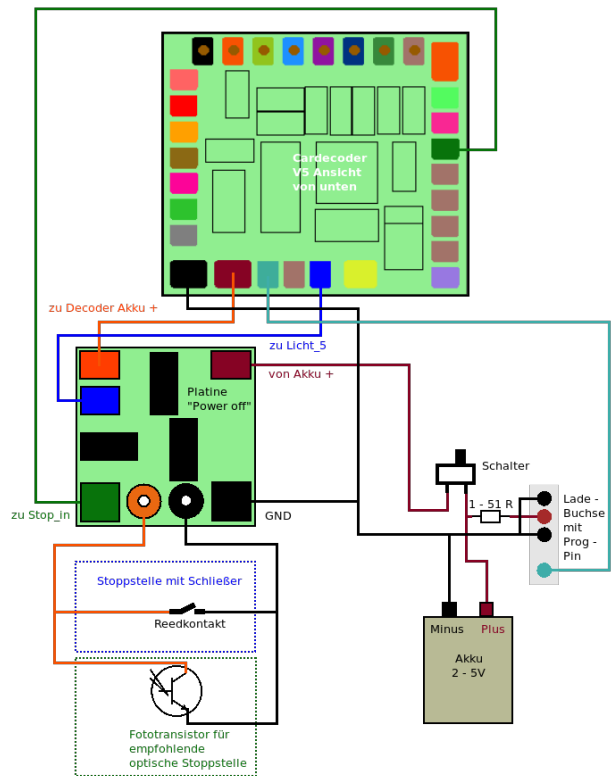 Cardecoder
V5 Ansicht
von unten
zu Decoder Akku +
zu Licht_5
von Akku +
Platine
"Power off"
Schalter
1 - 51 R
Lade -
Buchse
mit
Prog -
Pin
zu Stop_in
GND
Stoppstelle mit Schließer
Reedkontakt
Minus
Plus
Akku
2 - 5V
Fototransistor für
empfohlende
optische Stoppstelle